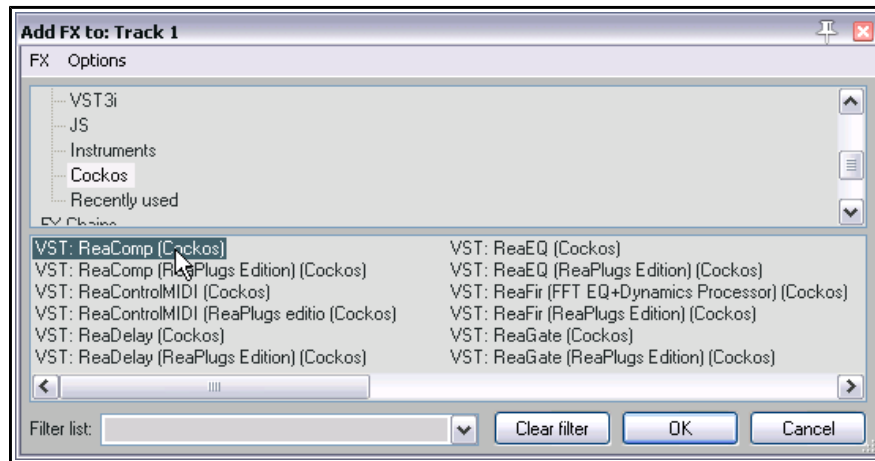 Add FX to: Track 1
FX Options
VST3i
JS
Instruments
Cockos
Recently used
FX Chains
VST: ReaComp (Cockos)
VST: ReaComp (ReaPlugs Edition) (Cockos)
VST: ReaControlMIDI (Cockos)
VST: ReaControlMIDI (ReaPlugs editio (Cockos)
VST: ReaDelay (Cockos)
VST: ReaDelay (ReaPlugs Edition) (Cockos)
VST: ReaEQ (Cockos)
VST: ReaEQ (ReaPlugs Edition) (Cockos)
VST: ReaFir (FFT EQ+Dynamics Processor) (Cockos)
VST: ReaFir (ReaPlugs Edition) (Cockos)
VST: ReaGate (Cockos)
VST: ReaGate (ReaPlugs Edition) (Cockos)
Filter list: Clear filter OK Cancel